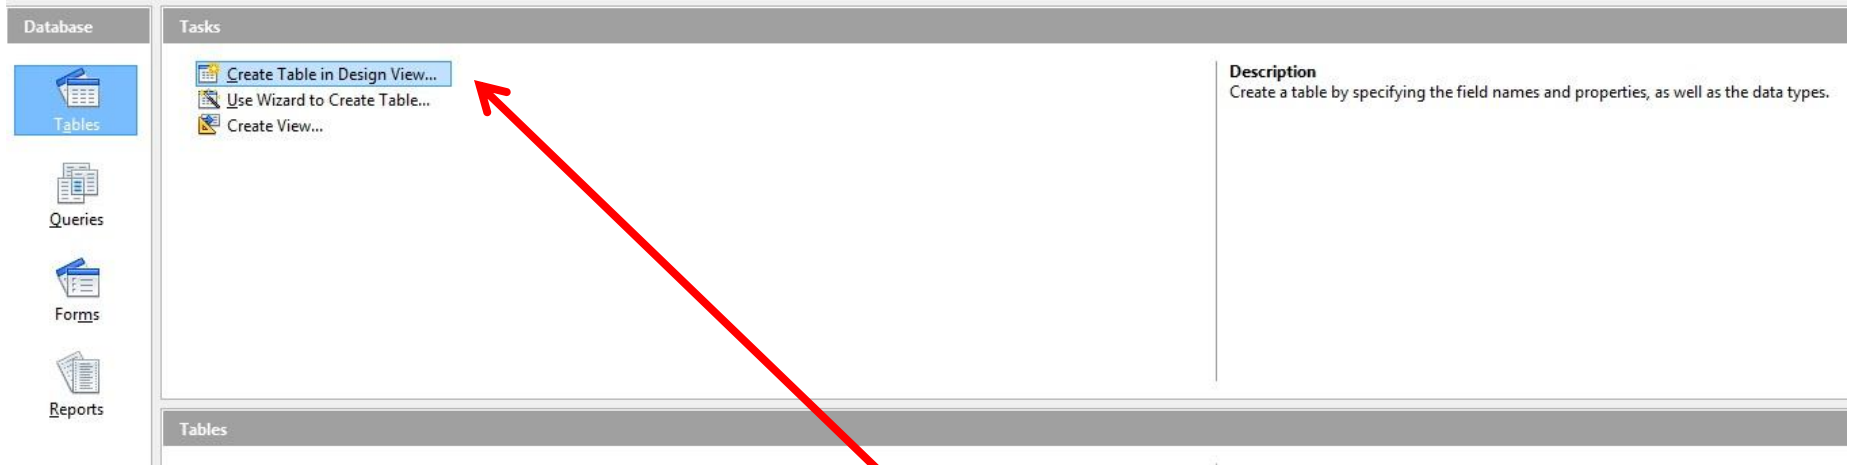 Database
Tasks
Tables
Queries
Forms
Reports
Create Table in Design View...
Use Wizard to Create Table...
Create View...
Description
Create a table by specifying the field names and properties, as well as the data types.
Tables